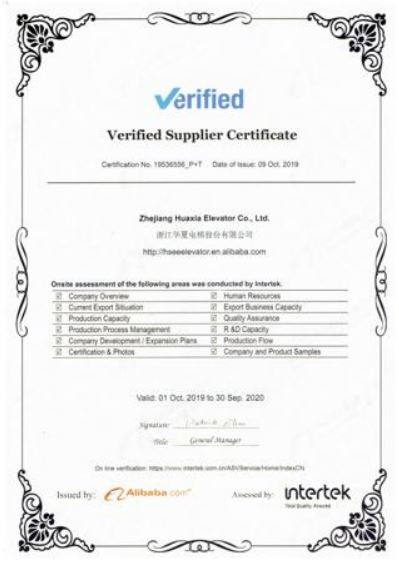 Verified
Verified Supplier Certificate
Certification No. 19536556_P+T Date of Issue: 09 Oct. 2019
Zhejiang Huaxia Elevator Co., Ltd.
浙江华夏电梯股份有限公司
http://hseeelevator.en.alibaba.com
Onsite assessment of the following areas was conducted by Intertek.
☑ Company Overview ☑ Human Resources
☑ Current Export Situation ☑ Export Business Capacity
☑ Production Capacity ☑ Quality Assurance
☑ Production Process Management ☑ R &D Capacity
☑ Company Development / Expansion Plans ☑ Production Flow
☑ Certification & Photos ☑ Company and Product Samples
Valid: 01 Oct. 2019 to 30 Sep. 2020
Signature
Title: General Manager
On line verification: https://www.intertek.com.cn/ASV/Service/Home/IndexCN
Issued by: Alibaba.com Assessed by: intertek
Total Quality. Assured.